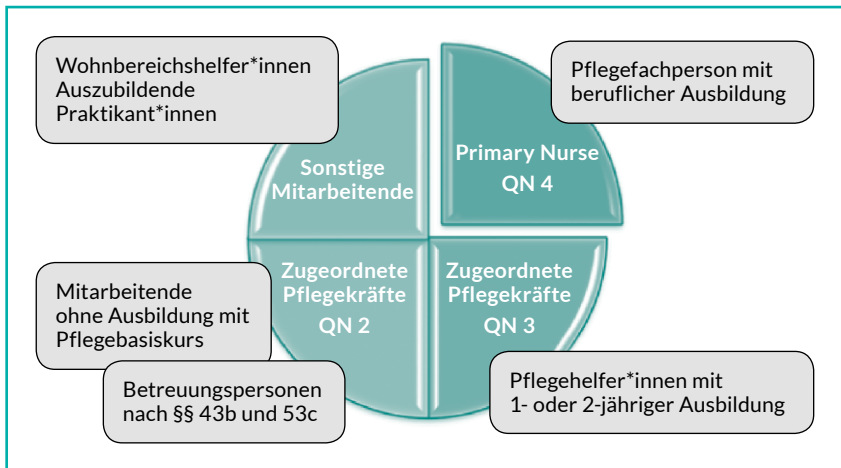 Wohnbereichshelfer*innen
Auszubildende
Praktikant*innen
Pflegefachperson mit
beruflicher Ausbildung
Sonstige
Mitarbeitende
Primary Nurse
QN 4
Zugeordnete
Pflegekräfte
QN 2
Zugeordnete
Pflegekräfte
QN 3
Mitarbeitende
ohne Ausbildung mit
Pflegebasiskurs
Betreuungspersonen
nach §§ 43b und 53c
Pflegehelfer*innen mit
1- oder 2-jähriger Ausbildung